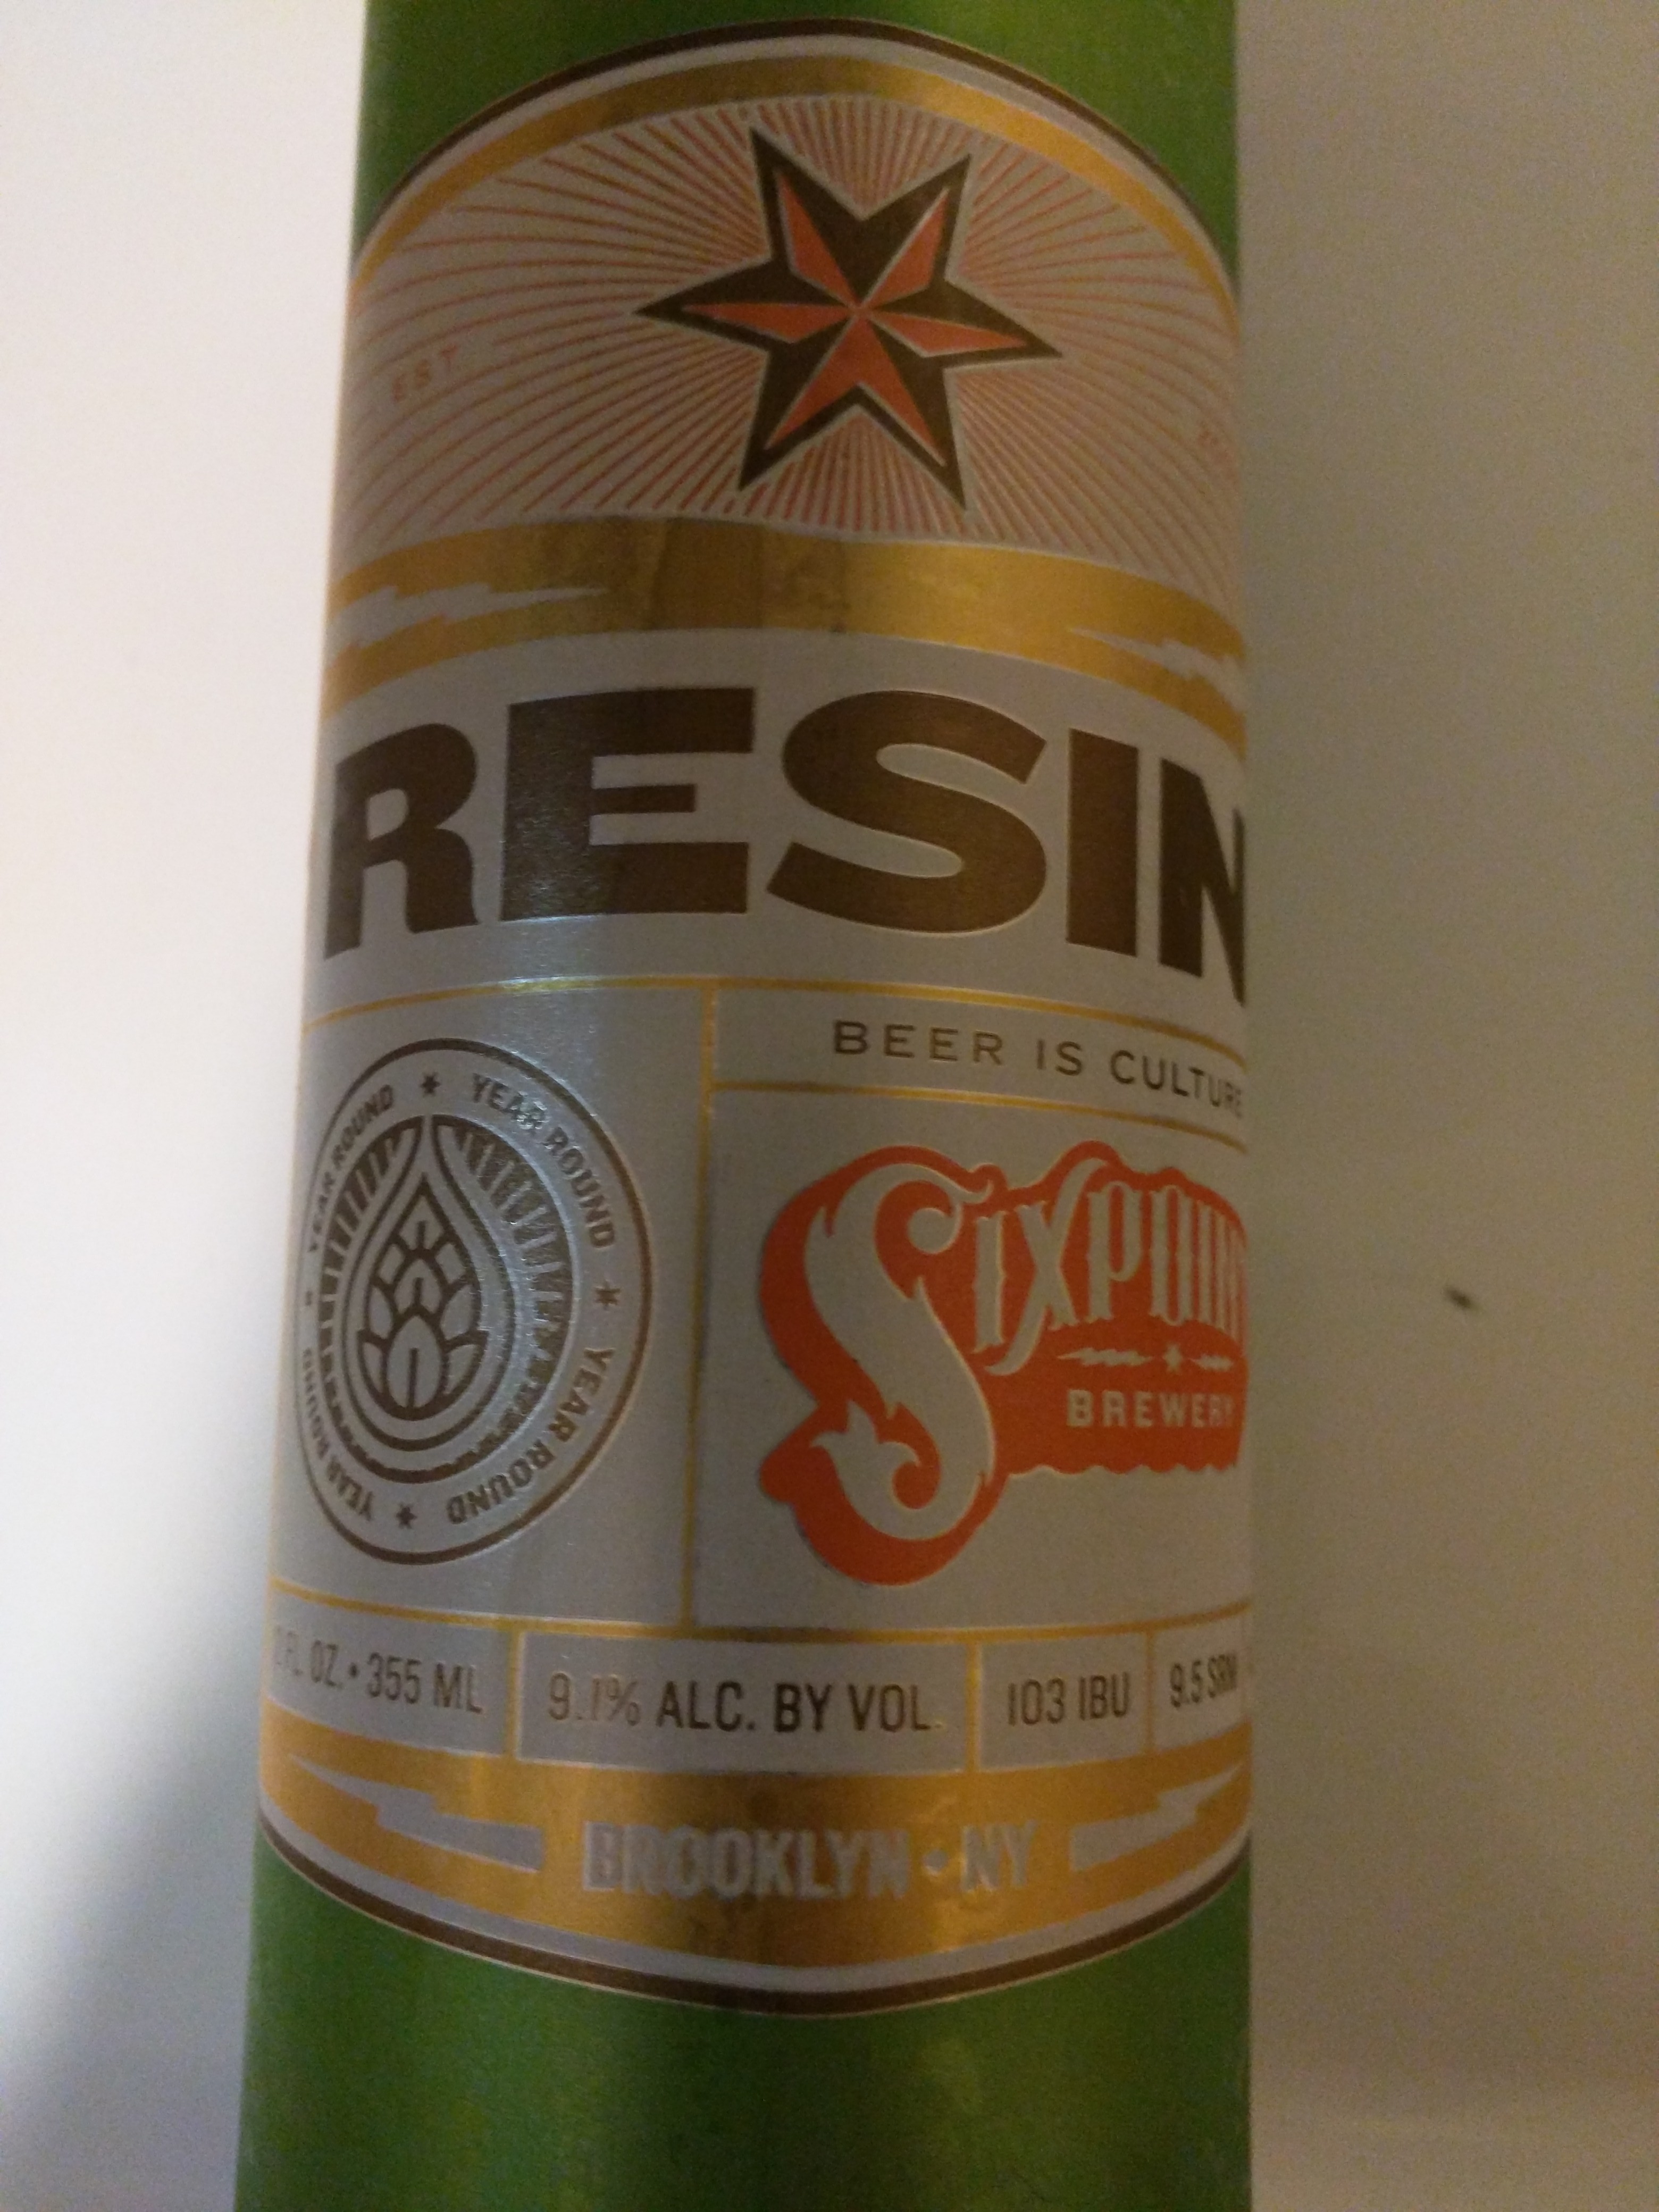 EST
RESIN
BEER IS CULTURE
YEAR ROUND * YEAR ROUND * YEAR ROUND * YEAR ROUND
SIXPOINT
BREWERY
FL OZ. • 355 ML
9.1% ALC. BY VOL.
103 IBU
9.5 SRM
BROOKLYN • NY